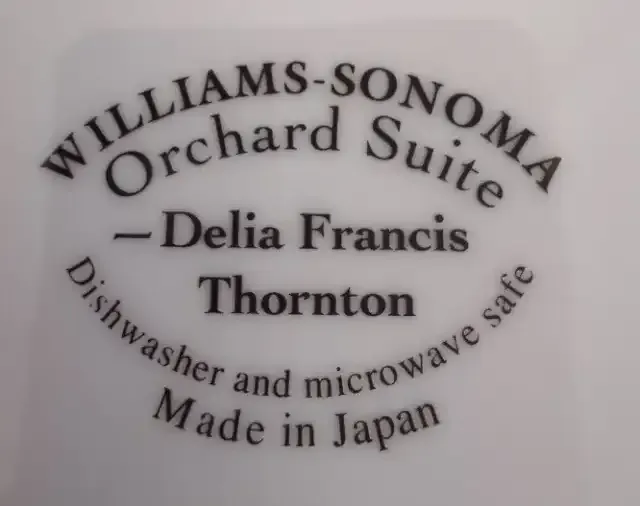 WILLIAMS-SONOMA
Orchard Suite
—Delia Francis
Thornton
Dishwasher and microwave safe
Made in Japan